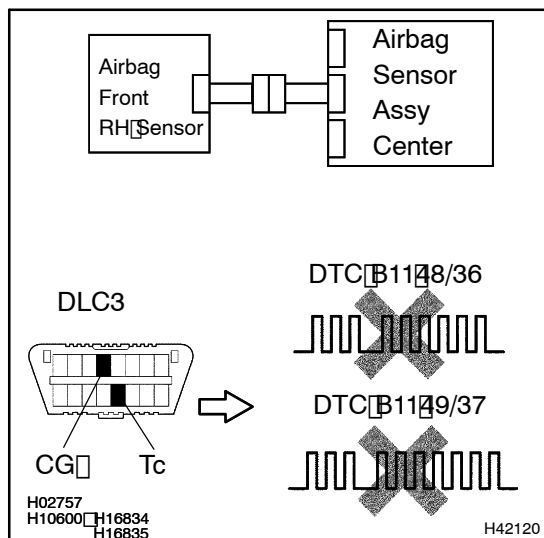 Airbag
Front
RH Sensor
Airbag
Sensor
Assy
Center
DTC B1148/36
DLC3
DTC B1149/37
CG
Tc
H02757
H10600 H16834
H16835
H42120